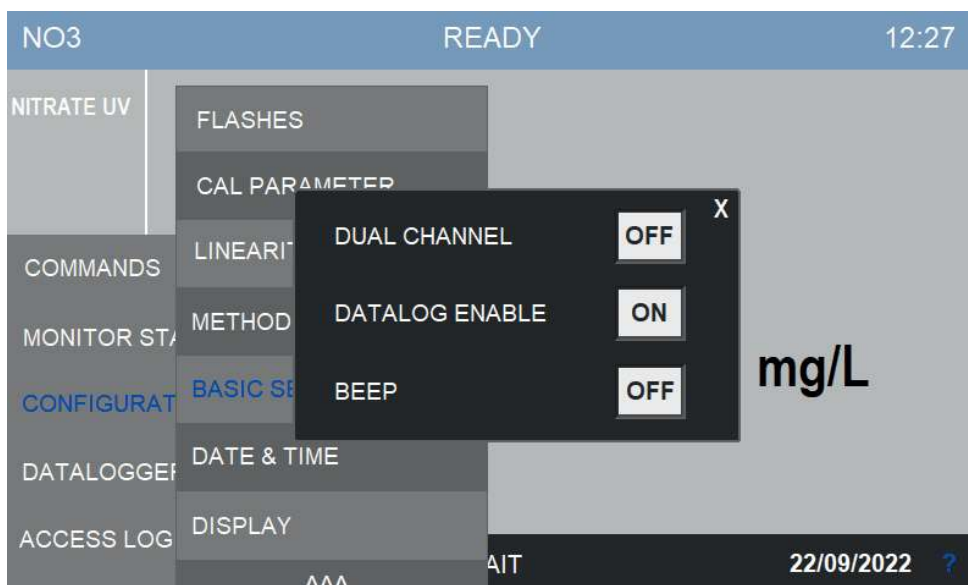 NO3 READY 12:27
NITRATE UV
FLASHES
CAL PARAMETER
LINEARIT
METHOD
BASIC SE
DATE & TIME
DISPLAY
AAA
COMMANDS
MONITOR STA
CONFIGURAT
DATALOGGER
ACCESS LOG
X
DUAL CHANNEL OFF
DATALOG ENABLE ON
BEEP OFF
mg/L
AIT 22/09/2022 ?